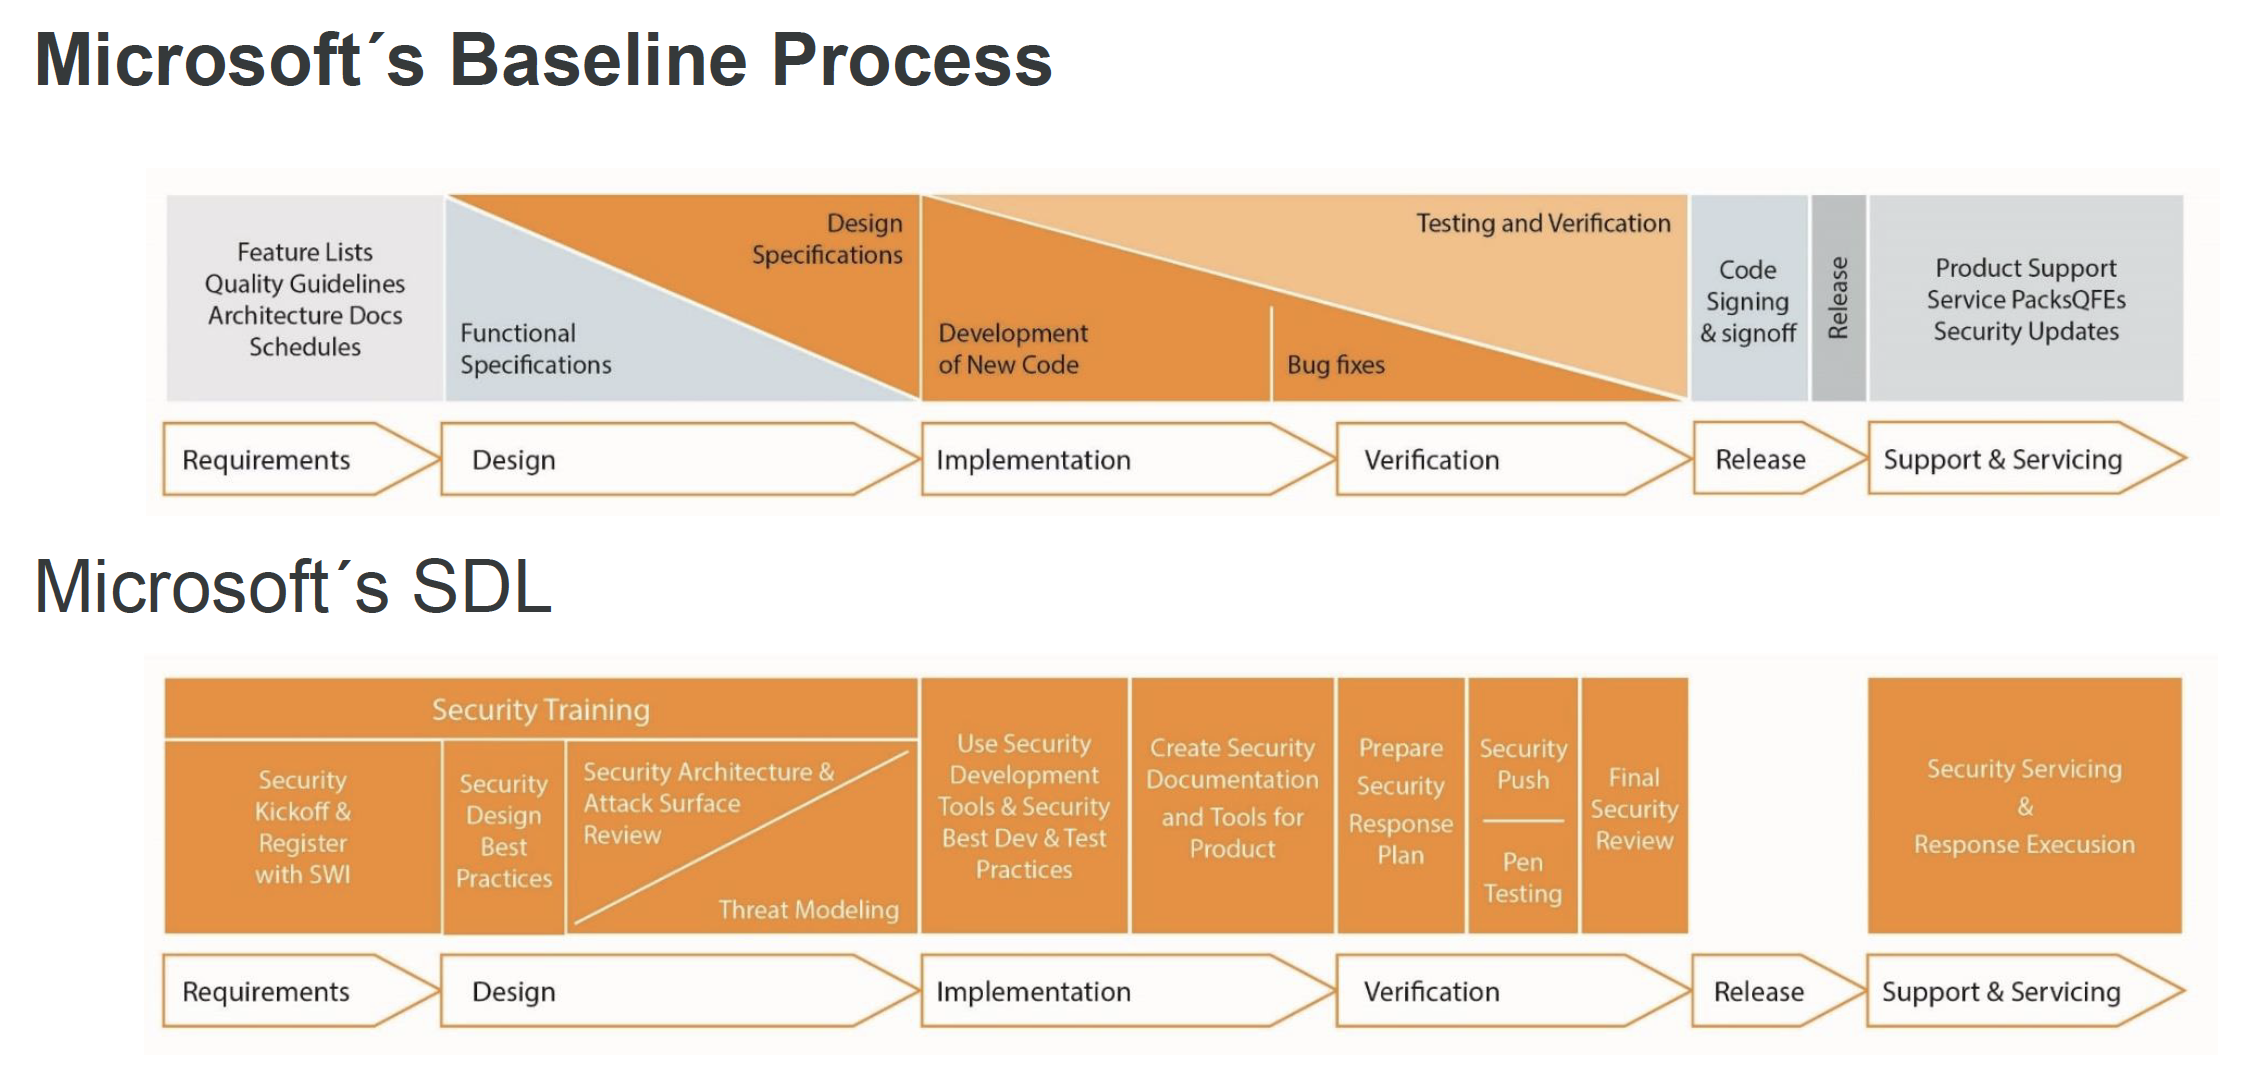 Microsoft´s Baseline Process
Feature Lists
Quality Guidelines
Architecture Docs
Schedules
Functional
Specifications
Design
Specifications
Development
of New Code
Bug fixes
Testing and Verification
Code
Signing
& signoff
Release
Product Support
Service PacksQFEs
Security Updates
Requirements
Design
Implementation
Verification
Release
Support & Servicing
Microsoft´s SDL
Security Training
Security
Kickoff &
Register
with SWI
Security
Design
Best
Practices
Security Architecture &
Attack Surface
Review
Threat Modeling
Use Security
Development
Tools & Security
Best Dev & Test
Practices
Create Security
Documentation
and Tools for
Product
Prepare
Security
Response
Plan
Security
Push
Pen
Testing
Final
Security
Review
Security Servicing
&
Response Execusion
Requirements
Design
Implementation
Verification
Release
Support & Servicing